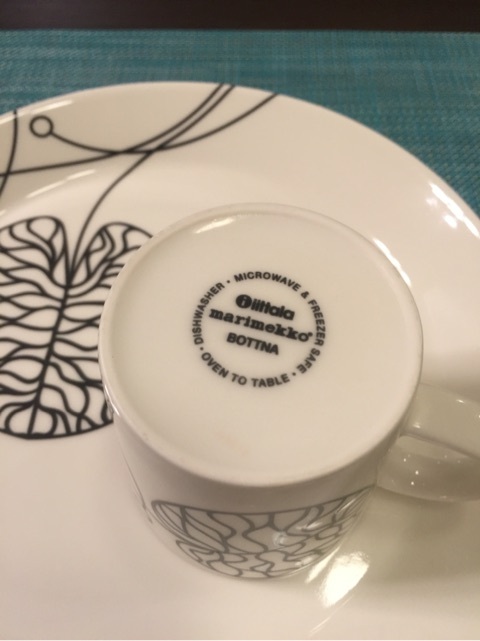 DISHWASHER • MICROWAVE & FREEZER SAFE • OVEN TO TABLE •
iittala
marimekko®
BOTTNA